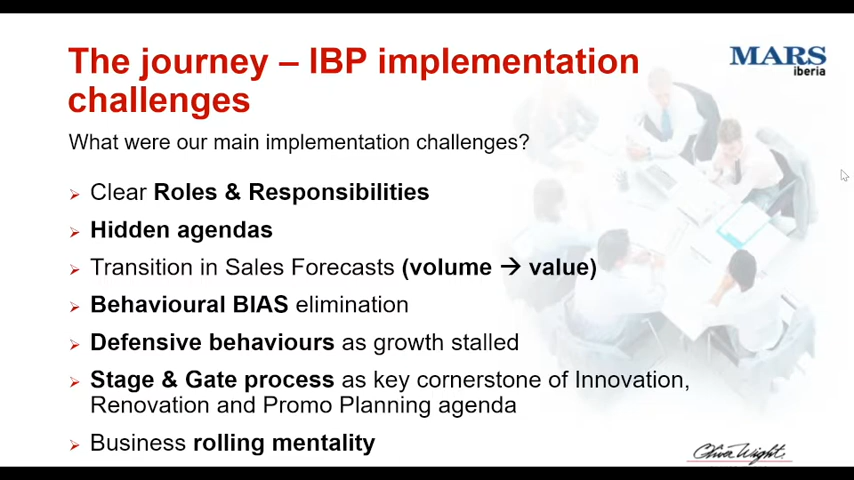 The journey – IBP implementation
challenges
MARS
iberia
What were our main implementation challenges?
➢ Clear Roles & Responsibilities
➢ Hidden agendas
➢ Transition in Sales Forecasts (volume → value)
➢ Behavioural BIAS elimination
➢ Defensive behaviours as growth stalled
➢ Stage & Gate process as key cornerstone of Innovation,
Renovation and Promo Planning agenda
➢ Business rolling mentality
Oliver Wight